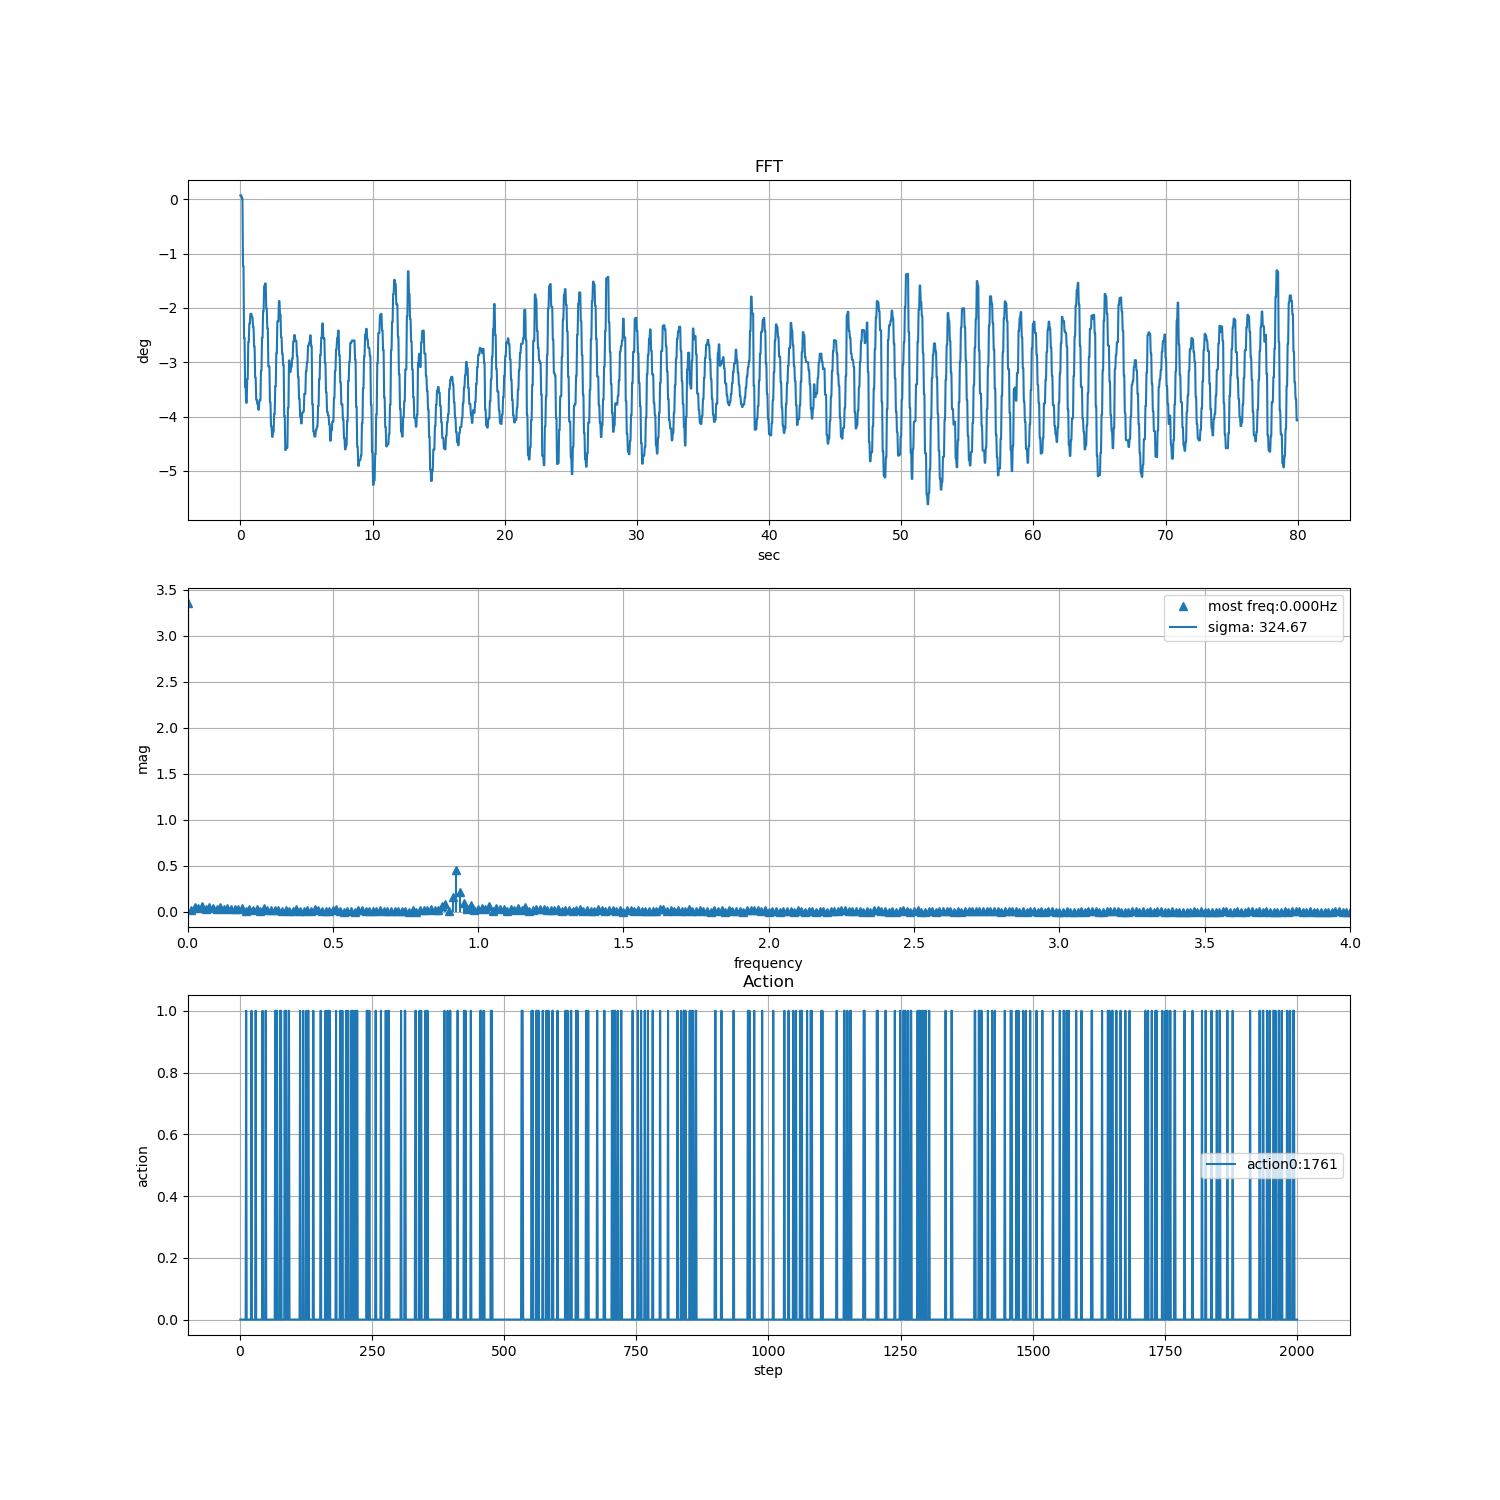 FFT
0
−1
−2
−3
−4
−5
deg
0 10 20 30 40 50 60 70 80
sec
3.5
3.0
2.5
2.0
1.5
1.0
0.5
0.0
mag
most freq:0.000Hz
sigma: 324.67
0.0 0.5 1.0 1.5 2.0 2.5 3.0 3.5 4.0
frequency
Action
1.0
0.8
0.6
0.4
0.2
0.0
action
action0:1761
0 250 500 750 1000 1250 1500 1750 2000
step